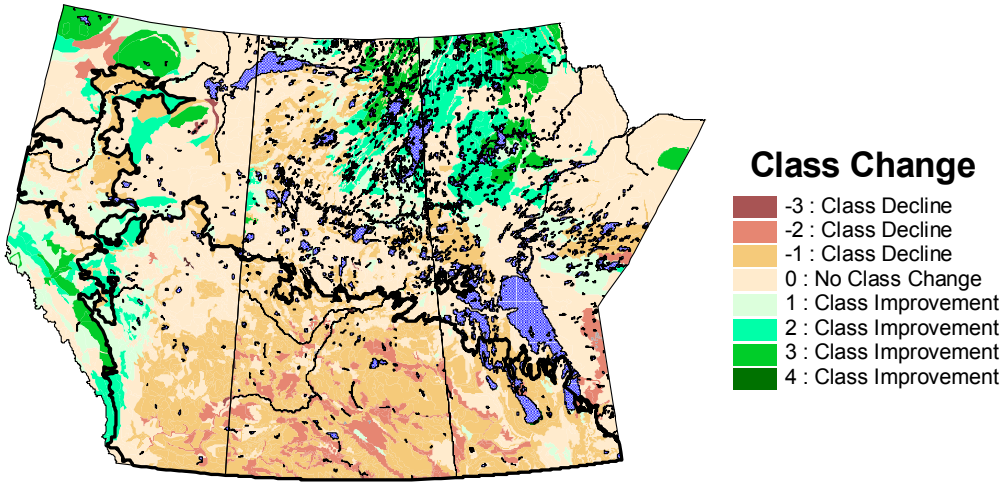 Class Change
-3 : Class Decline
-2 : Class Decline
-1 : Class Decline
0 : No Class Change
1 : Class Improvement
2 : Class Improvement
3 : Class Improvement
4 : Class Improvement